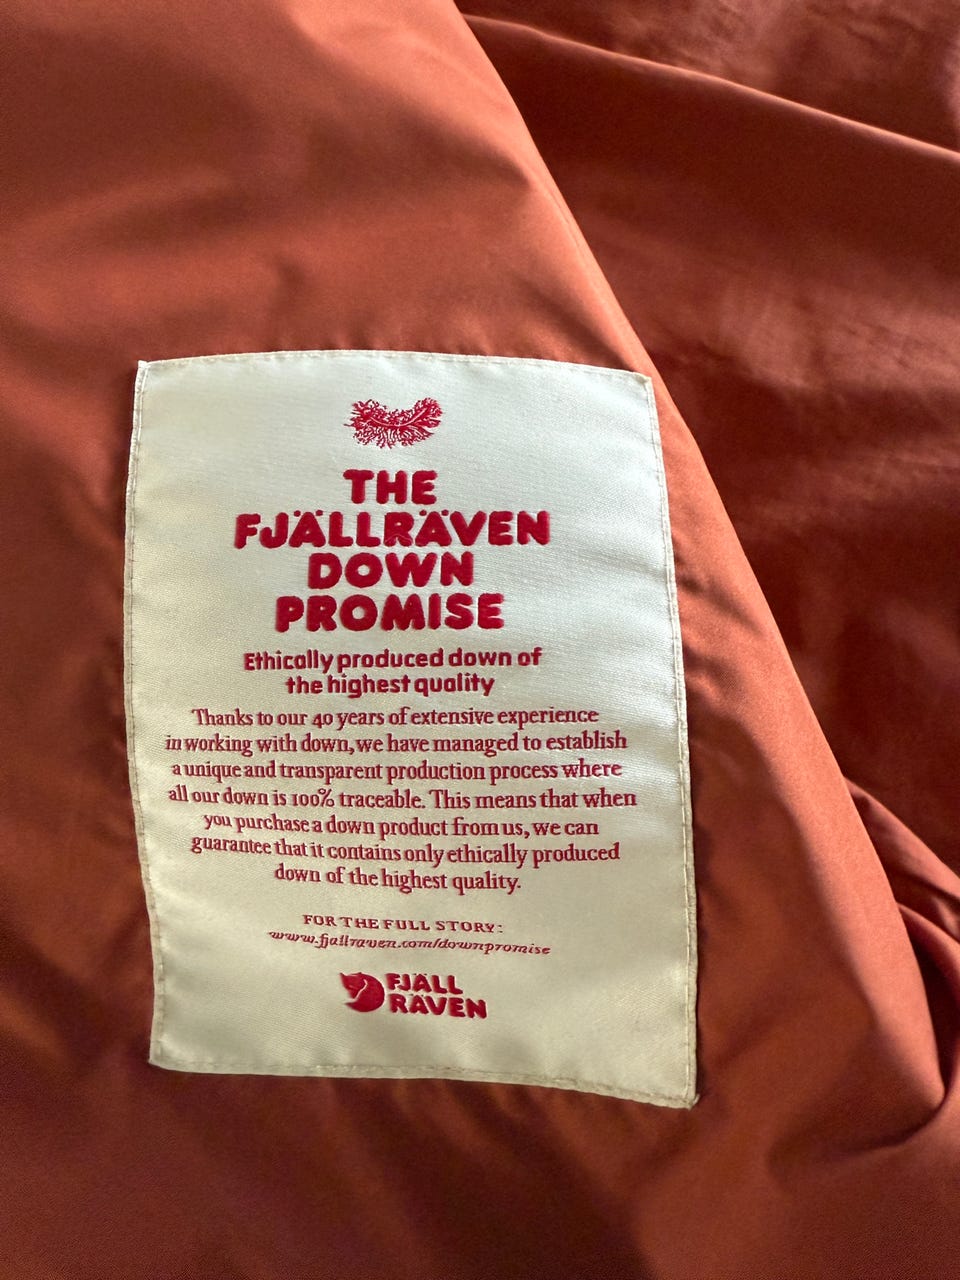 THE
FJÄLLRÄVEN
DOWN
PROMISE
Ethically produced down of
the highest quality
Thanks to our 40 years of extensive experience
in working with down, we have managed to establish
a unique and transparent production process where
all our down is 100% traceable. This means that when
you purchase a down product from us, we can
guarantee that it contains only ethically produced
down of the highest quality.
FOR THE FULL STORY:
www.fjallraven.com/downpromise
FJÄLL
RÄVEN